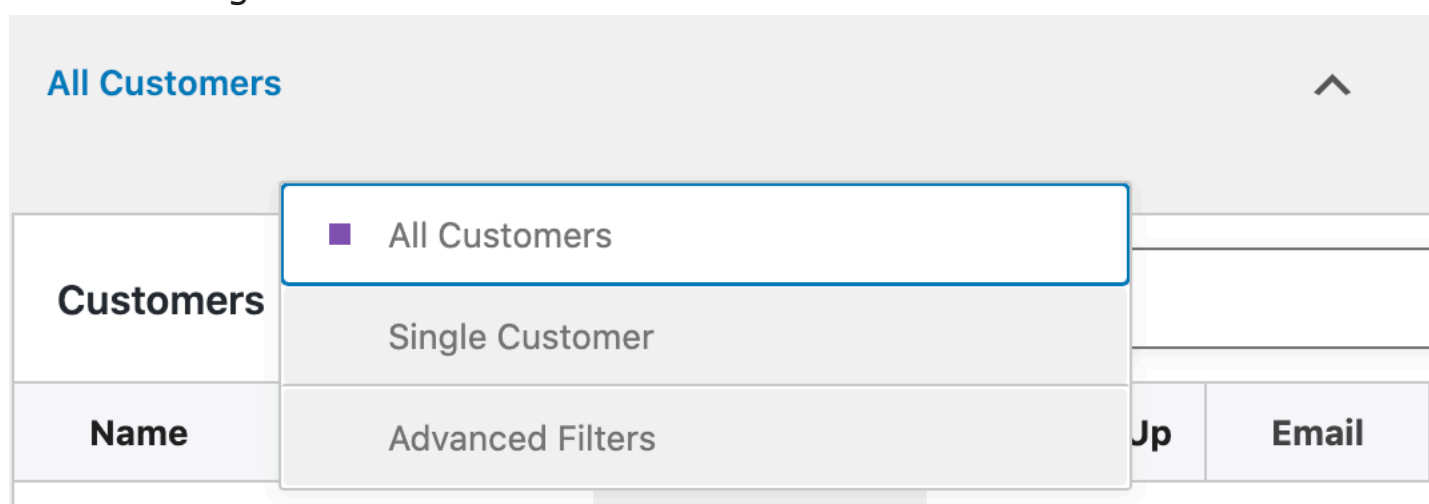 All Customers
All Customers
Customers
Single Customer
Name
Advanced Filters
Up
Email